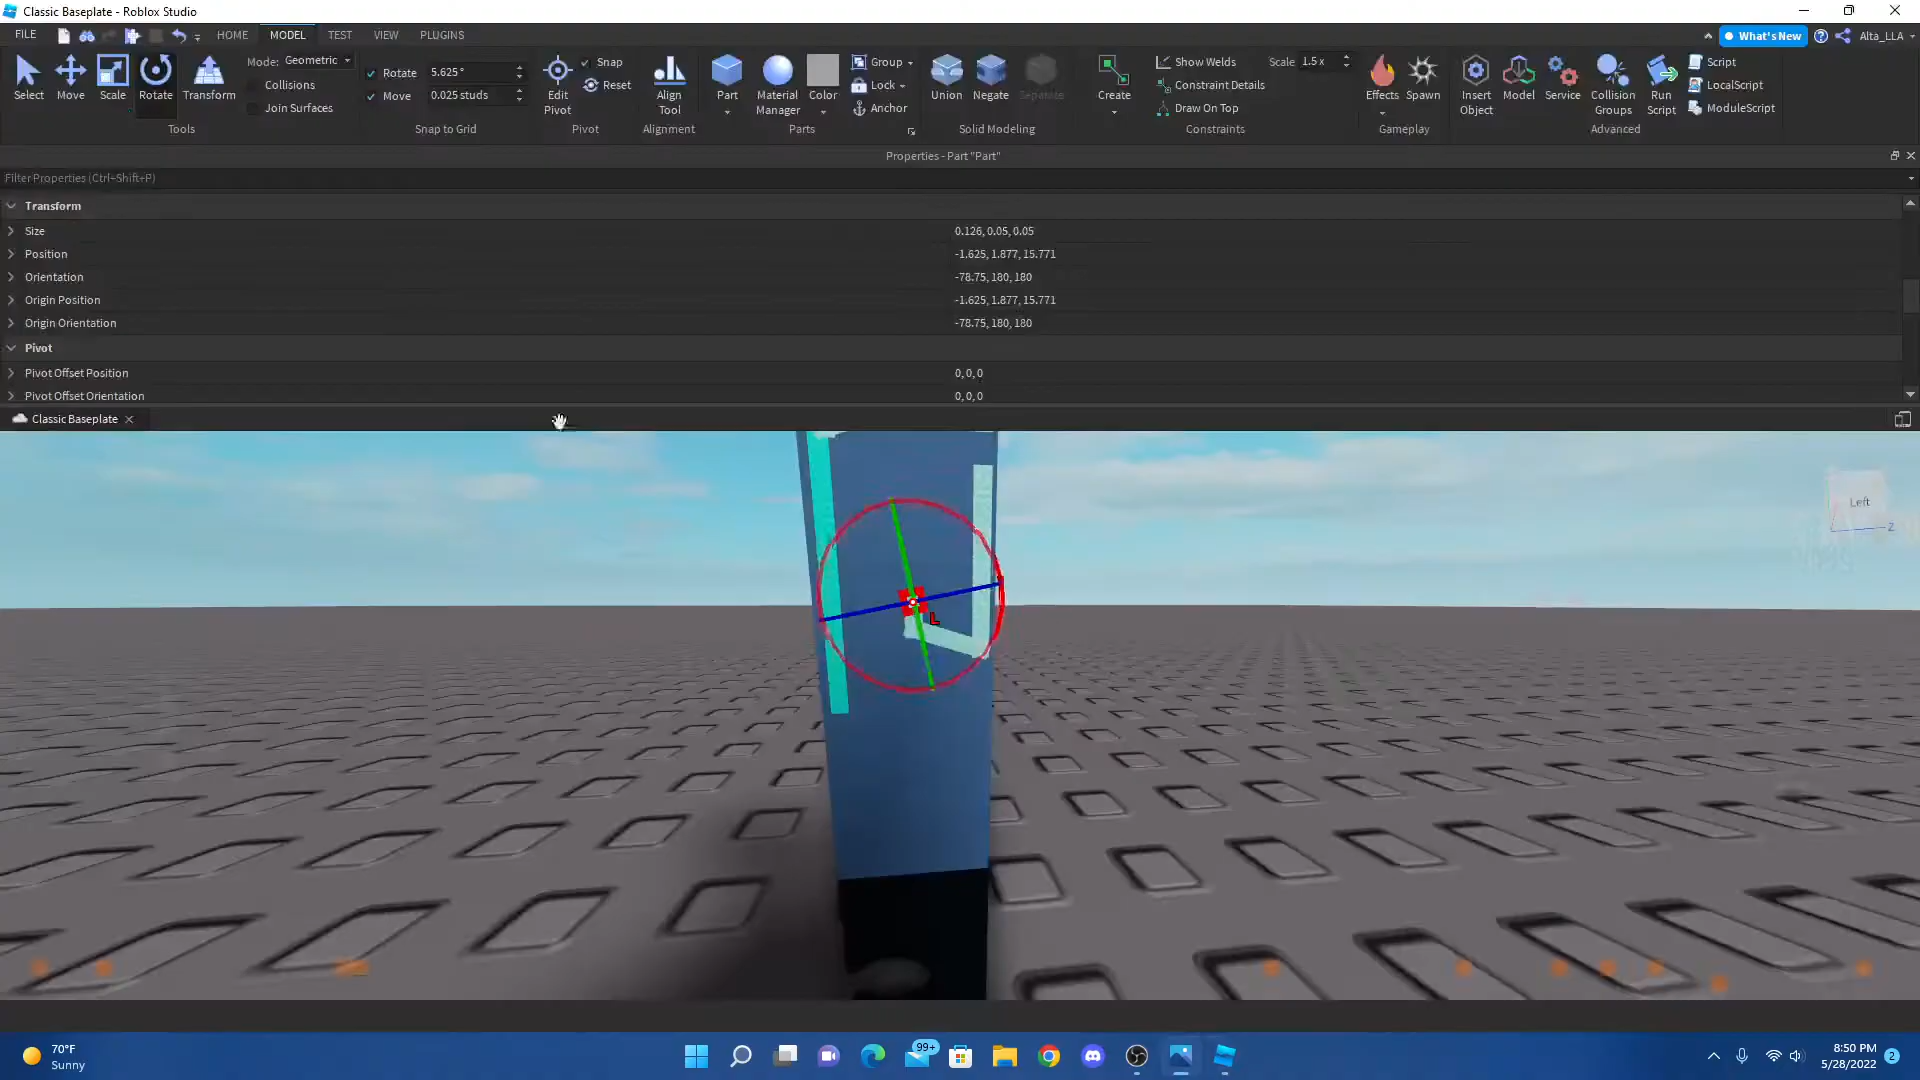 Classic Baseplate - Roblox Studio
FILE HOME MODEL TEST VIEW PLUGINS What's New Alta_LLA
Select Move Scale Rotate Transform
Mode: Geometric
Collisions
Join Surfaces
Tools
Rotate 5.625°
Move 0.025 studs
Snap to Grid
Edit Pivot
Snap
Reset
Pivot
Align Tool
Alignment
Part
Material Manager
Color
Group
Lock
Anchor
Parts
Union Negate Separate
Solid Modeling
Create
Show Welds
Constraint Details
Draw On Top
Scale 1.5 x
Constraints
Effects Spawn
Gameplay
Insert Object
Model
Service
Collision Groups
Run Script
Script
LocalScript
ModuleScript
Advanced
Properties - Part "Part"
Filter Properties (Ctrl+Shift+P)
Transform
Size 0.126, 0.05, 0.05
Position -1.625, 1.877, 15.771
Orientation -78.75, 180, 180
Origin Position -1.625, 1.877, 15.771
Origin Orientation -78.75, 180, 180
Pivot
Pivot Offset Position 0, 0, 0
Pivot Offset Orientation 0, 0, 0
Classic Baseplate
Left
Z
L
70°F
Sunny
99+
8:50 PM
5/28/2022
2